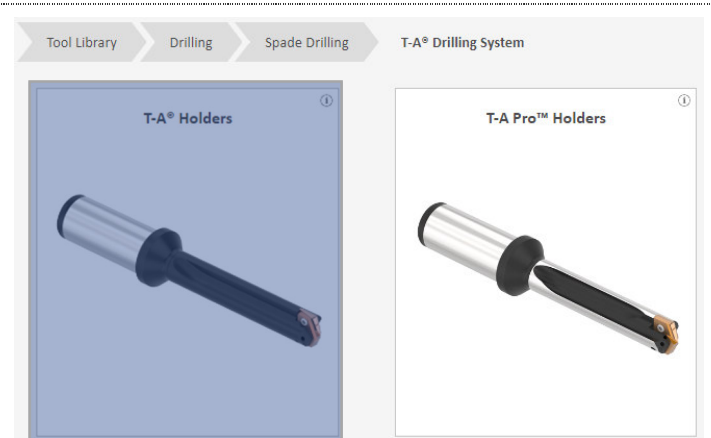 Tool Library Drilling Spade Drilling T-A® Drilling System
T-A® Holders T-A Pro™ Holders